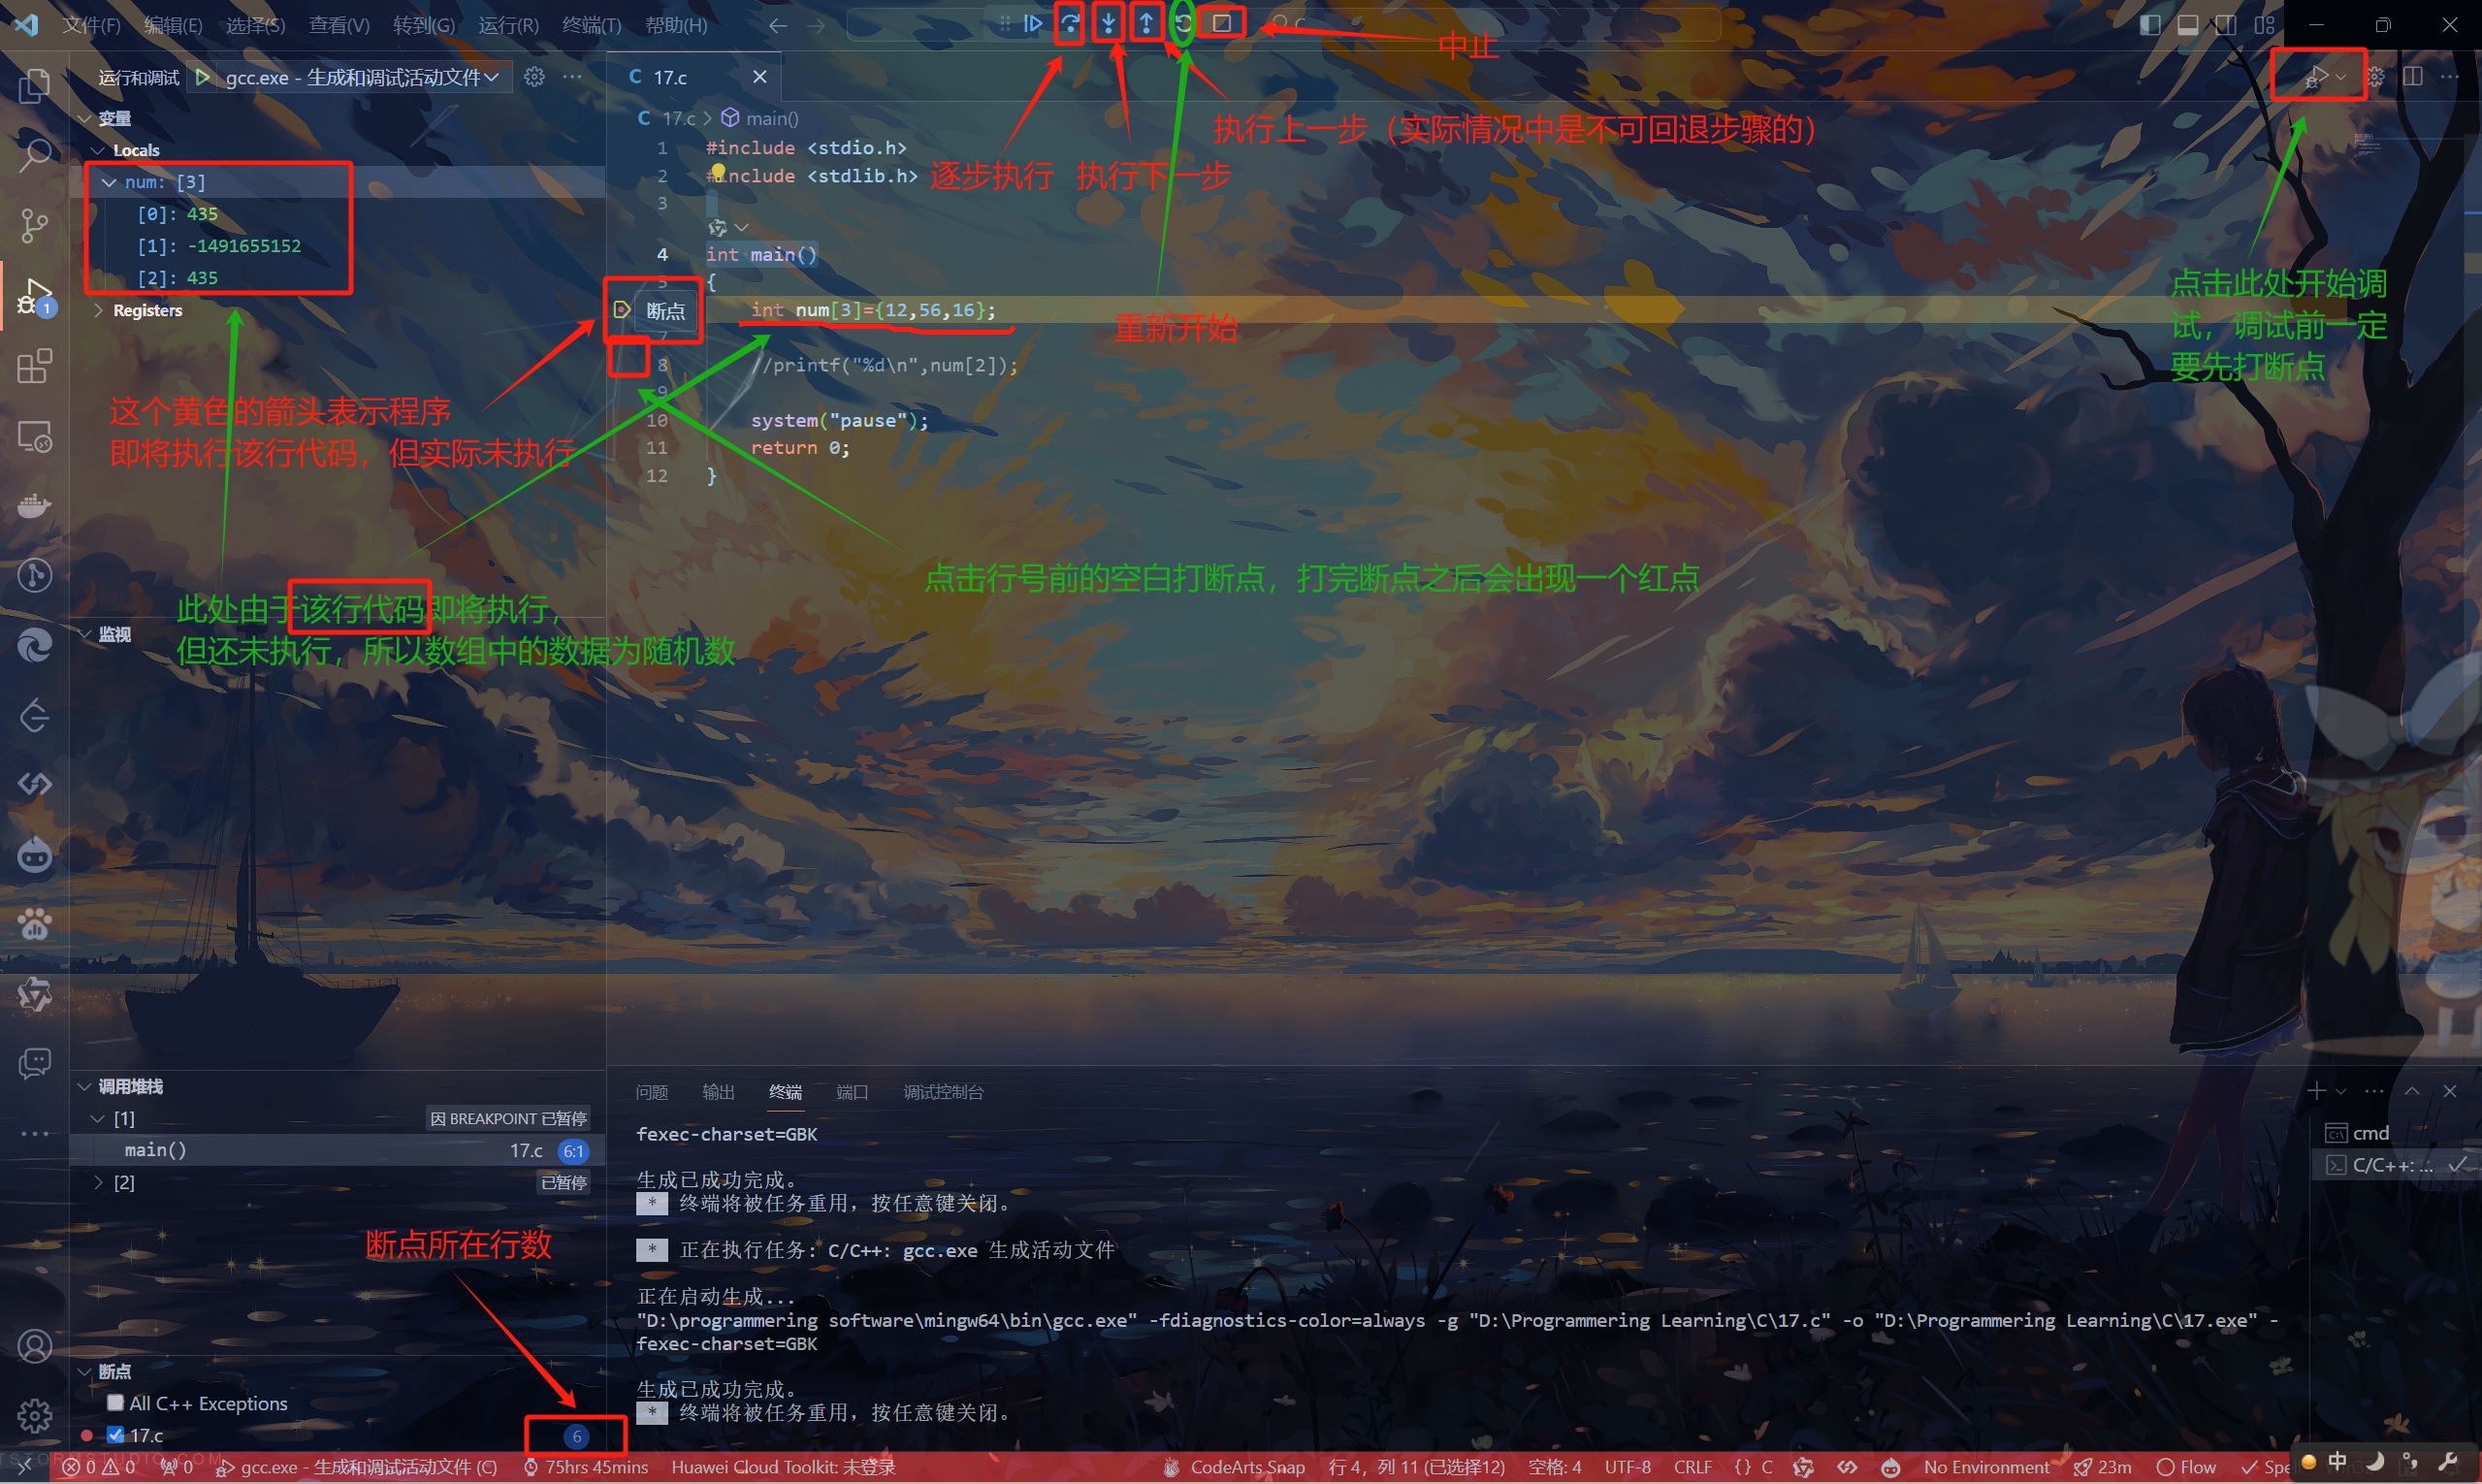 文件(F) 编辑(E) 选择(S) 查看(V) 转到(G) 运行(R) 终端(T) 帮助(H)
中止
运行和调试 gcc.exe - 生成和调试活动文件
17.c
17.c > main()
变量
Locals
num: [3]
[0]: 435
[1]: -1491655152
[2]: 435
Registers
执行上一步（实际情况中是不可回退步骤的）
逐步执行 执行下一步
重新开始
点击此处开始调
试，调试前一定
要先打断点
1 #include <stdio.h>
2 #include <stdlib.h>
3
4 int main()
5 {
断点 int num[3]={12,56,16};
7
8 //printf("%d\n",num[2]);
9
10 system("pause");
11 return 0;
12 }
这个黄色的箭头表示程序
即将执行该行代码，但实际未执行
点击行号前的空白打断点，打完断点之后会出现一个红点
此处由于该行代码即将执行，
但还未执行，所以数组中的数据为随机数
监视
调用堆栈
[1] 因 BREAKPOINT 已暂停
main() 17.c 6:1
[2] 已暂停
断点所在行数
断点
All C++ Exceptions
17.c 6
问题 输出 终端 端口 调试控制台
fexec-charset=GBK
生成已成功完成。
* 终端将被任务重用，按任意键关闭。
* 正在执行任务: C/C++: gcc.exe 生成活动文件
正在启动生成...
"D:\programmering software\mingw64\bin\gcc.exe" -fdiagnostics-color=always -g "D:\Programmering Learning\C\17.c" -o "D:\Programmering Learning\C\17.exe" -
fexec-charset=GBK
生成已成功完成。
* 终端将被任务重用，按任意键关闭。
cmd
C/C++: ...
0 0 0 gcc.exe - 生成和调试活动文件 (C) 75hrs 45mins Huawei Cloud Toolkit: 未登录 CodeArts Snap 行 4，列 11 (已选择12) 空格: 4 UTF-8 CRLF {} C No Environment 23m Flow 中